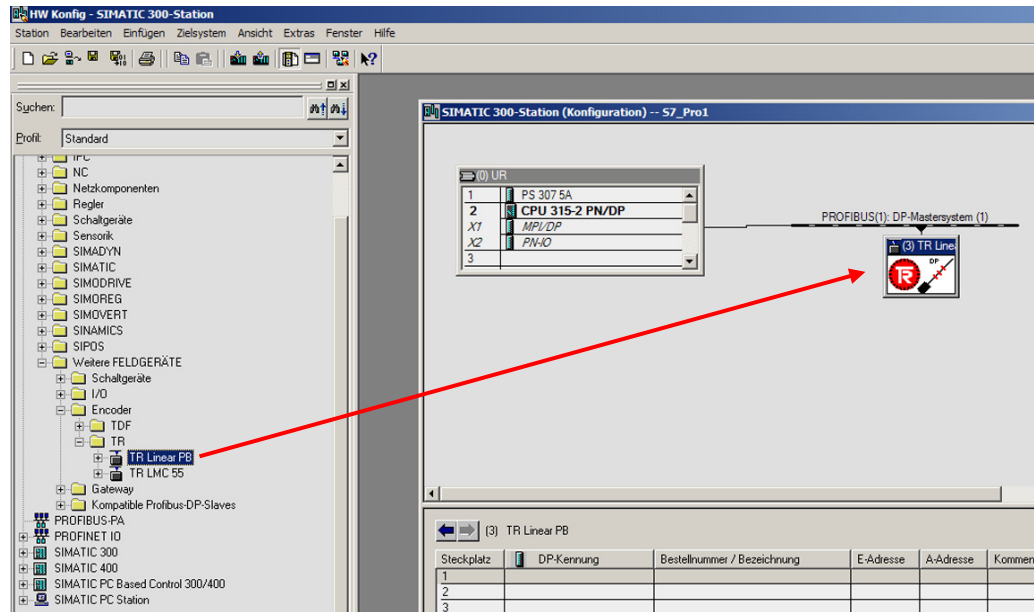 HW Konfig - SIMATIC 300-Station
Station Bearbeiten Einfügen Zielsystem Ansicht Extras Fenster Hilfe
Suchen:
Profil: Standard
IPC
NC
Netzkomponenten
Regler
Schaltgeräte
Sensorik
SIMADYN
SIMATIC
SIMODRIVE
SIMOREG
SIMOVERT
SINAMICS
SIPOS
Weitere FELDGERÄTE
Schaltgeräte
I/O
Encoder
TDF
TR
TR Linear PB
TR LMC 55
Gateway
Kompatible Profibus-DP-Slaves
PROFIBUS-PA
PROFINET IO
SIMATIC 300
SIMATIC 400
SIMATIC PC Based Control 300/400
SIMATIC PC Station
SIMATIC 300-Station (Konfiguration) -- S7_Pro1
(0) UR
1 PS 307 5A
2 CPU 315-2 PN/DP
X1 MPI/DP
X2 PN-IO
3
PROFIBUS(1): DP-Mastersystem (1)
(3) TR Linea
DP
TR
(3) TR Linear PB
Steckplatz DP-Kennung Bestellnummer / Bezeichnung E-Adresse A-Adresse Kommen
1
2
3